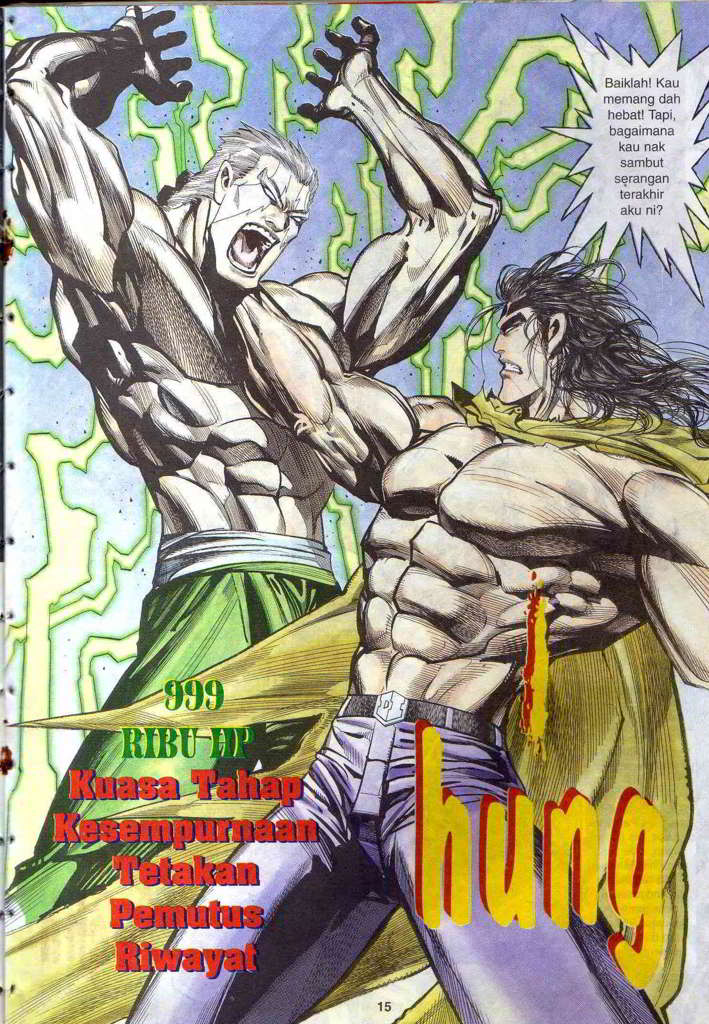 Baiklah! Kau
memang dah
hebat! Tapi,
bagaimana
kau nak
sambut
serangan
terakhir
aku ni?
999
RIBU HP
Kuasa Tahap
Kesempurnaan
Tetakan
Pemutus
Riwayat
hung
15